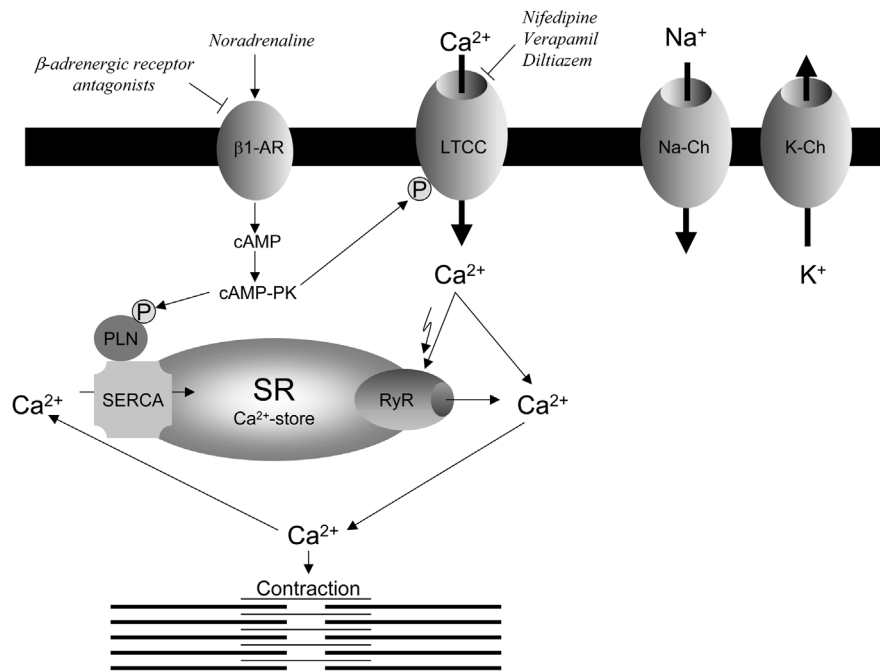 Noradrenaline
β-adrenergic receptor
antagonists
Ca²⁺
Nifedipine
Verapamil
Diltiazem
Na⁺
β1-AR
LTCC
Na-Ch
K-Ch
P
cAMP
cAMP-PK
Ca²⁺
K⁺
P
PLN
SERCA
SR
Ca²⁺-store
RyR
Ca²⁺
Ca²⁺
Ca²⁺
Contraction